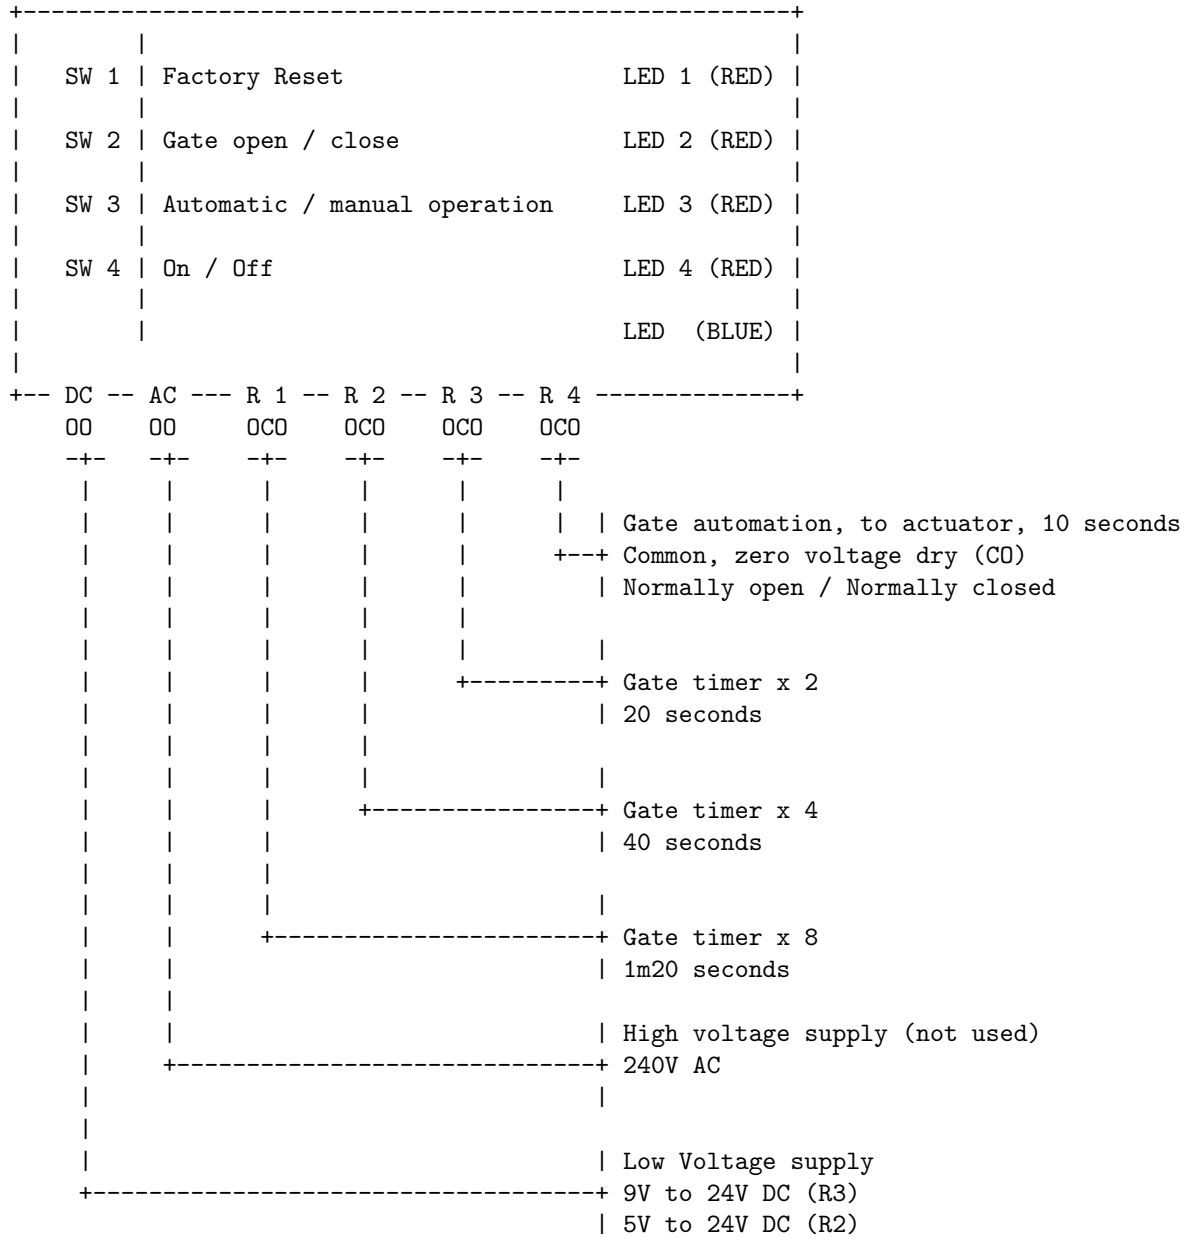 SW 1 | Factory Reset LED 1 (RED)
SW 2 | Gate open / close LED 2 (RED)
SW 3 | Automatic / manual operation LED 3 (RED)
SW 4 | On / Off LED 4 (RED)
LED (BLUE)
DC -- AC --- R 1 -- R 2 -- R 3 -- R 4
OO OO OCO OCO OCO OCO
Gate automation, to actuator, 10 seconds
Common, zero voltage dry (CO)
Normally open / Normally closed
Gate timer x 2
20 seconds
Gate timer x 4
40 seconds
Gate timer x 8
1m20 seconds
High voltage supply (not used)
240V AC
Low Voltage supply
9V to 24V DC (R3)
5V to 24V DC (R2)